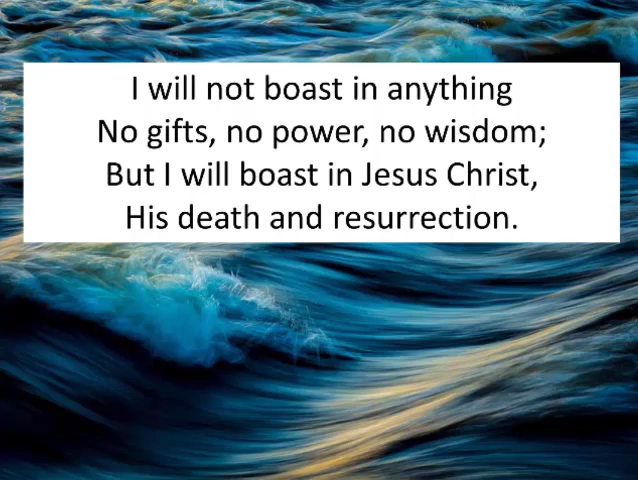 I will not boast in anything
No gifts, no power, no wisdom;
But I will boast in Jesus Christ,
His death and resurrection.